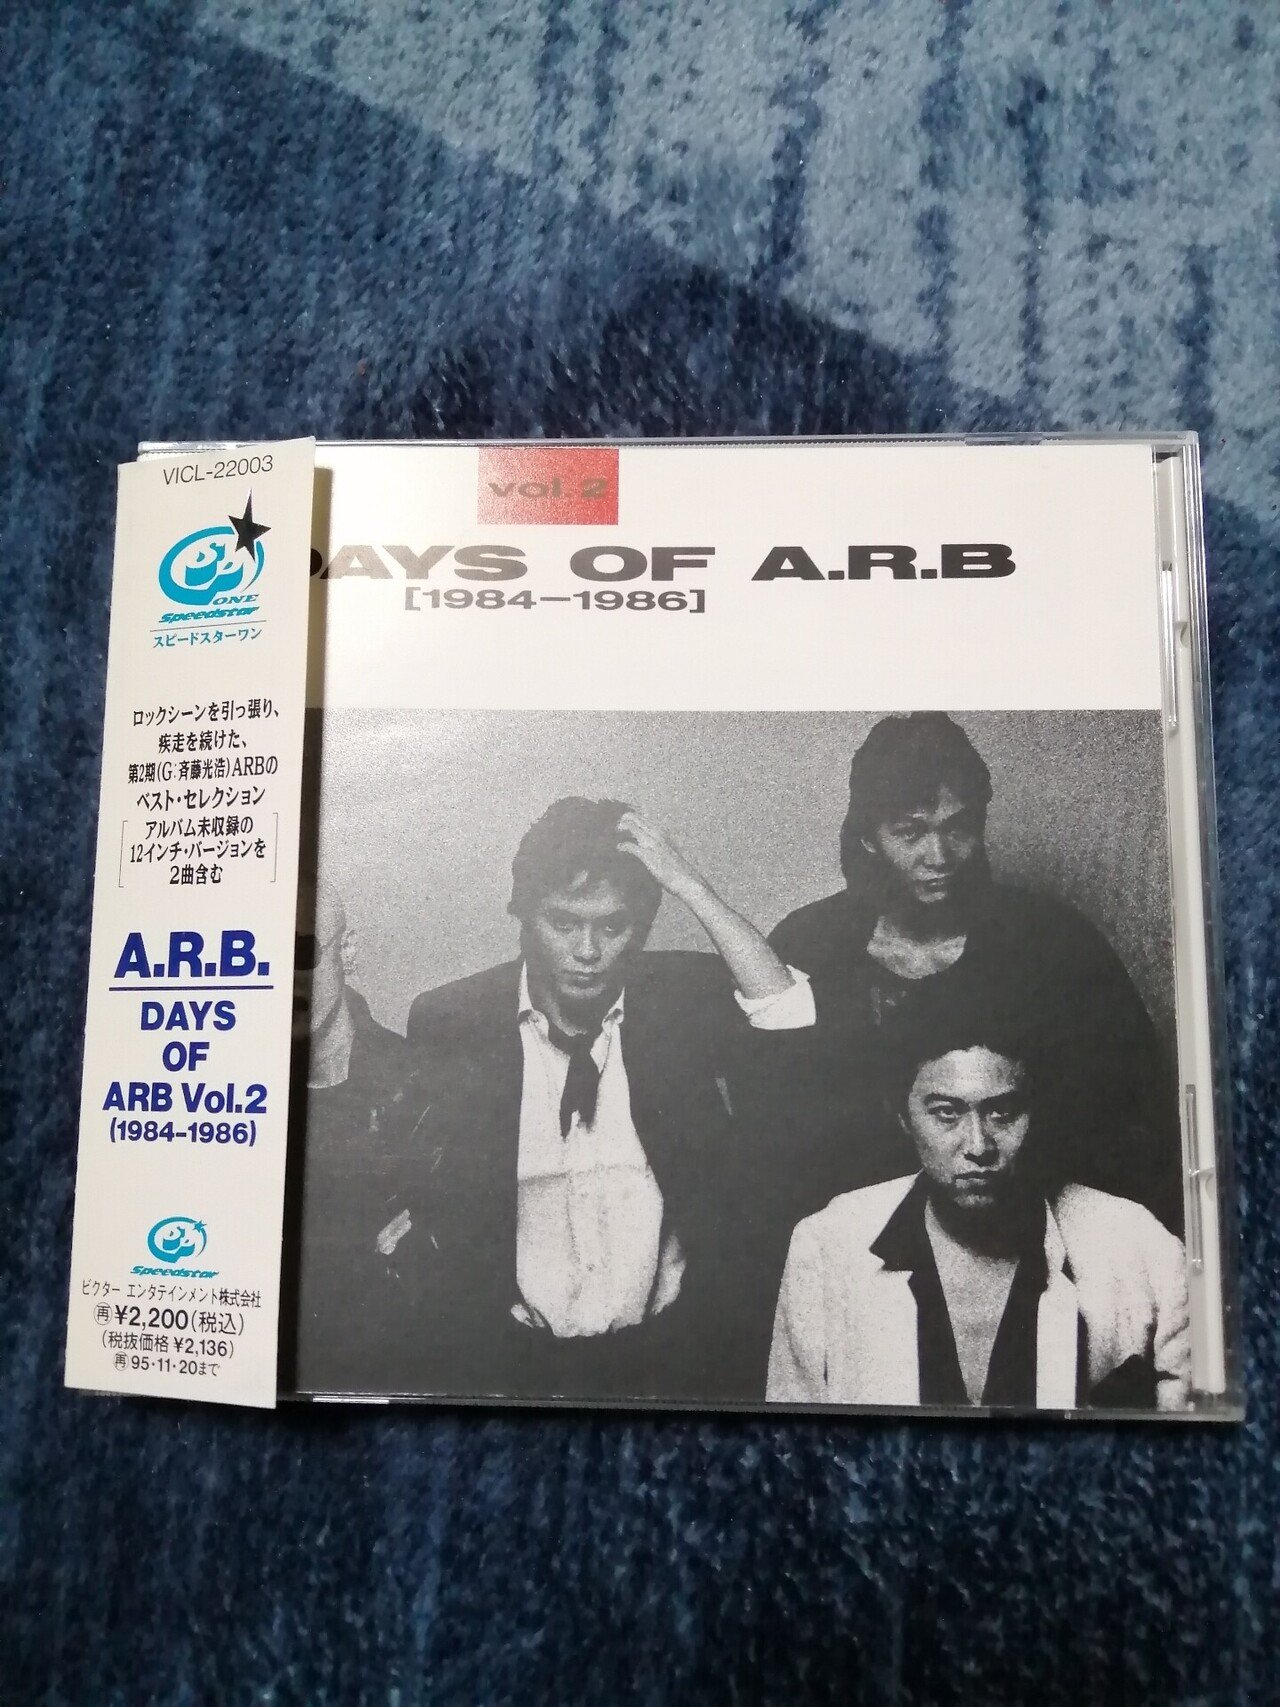 VICL-22003
SPD
ONE
Speedstar
スピードスターワン
ロックシーンを引っ張り、
疾走を続けた、
第2期(G:斉藤光浩)ARBの
ベスト・セレクション
アルバム未収録の
12インチ・バージョンを
2曲含む
A.R.B.
DAYS
OF
ARB Vol.2
(1984-1986)
Speedstar
ビクター エンタテインメント株式会社
再¥2,200(税込)
(税抜価格¥2,136)
再95・11・20まで
vol. 2
DAYS OF A.R.B
[1984−1986]